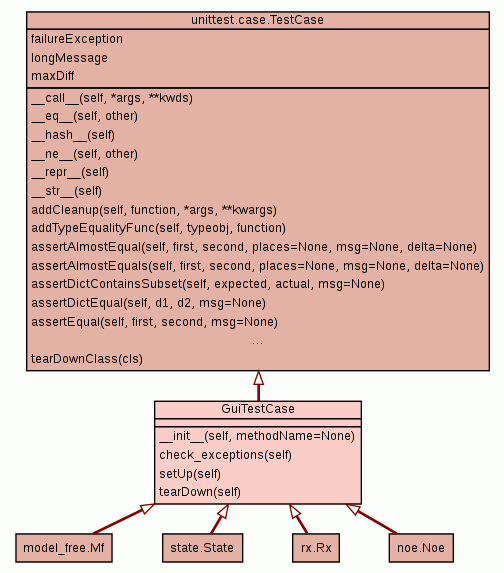 unittest.case.TestCase
failureException
longMessage
maxDiff
__call__(self, *args, **kwds)
__eq__(self, other)
__hash__(self)
__ne__(self, other)
__repr__(self)
__str__(self)
addCleanup(self, function, *args, **kwargs)
addTypeEqualityFunc(self, typeobj, function)
assertAlmostEqual(self, first, second, places=None, msg=None, delta=None)
assertAlmostEquals(self, first, second, places=None, msg=None, delta=None)
assertDictContainsSubset(self, expected, actual, msg=None)
assertDictEqual(self, d1, d2, msg=None)
assertEqual(self, first, second, msg=None)
...
tearDownClass(cls)
GuiTestCase
__init__(self, methodName=None)
check_exceptions(self)
setUp(self)
tearDown(self)
model_free.Mf
state.State
rx.Rx
noe.Noe